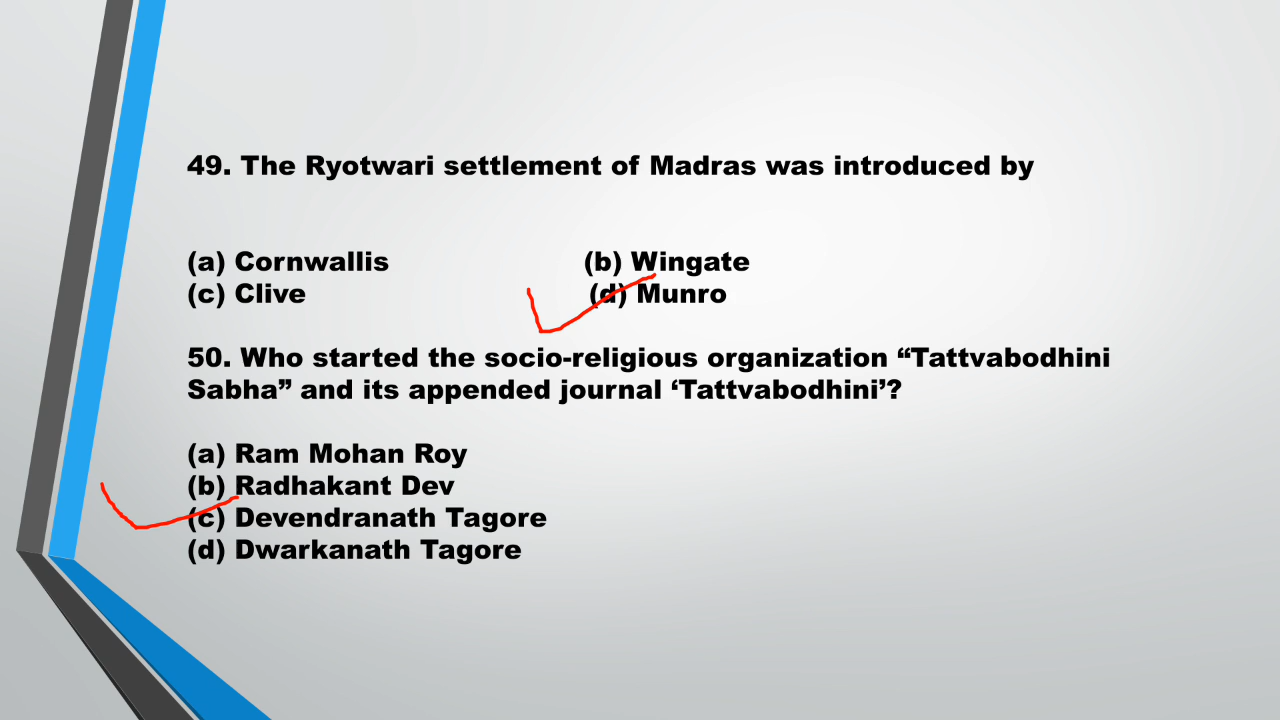 49. The Ryotwari settlement of Madras was introduced by
(a) Cornwallis (b) Wingate
(c) Clive (d) Munro
50. Who started the socio-religious organization “Tattvabodhini
Sabha” and its appended journal ‘Tattvabodhini’?
(a) Ram Mohan Roy
(b) Radhakant Dev
(c) Devendranath Tagore
(d) Dwarkanath Tagore